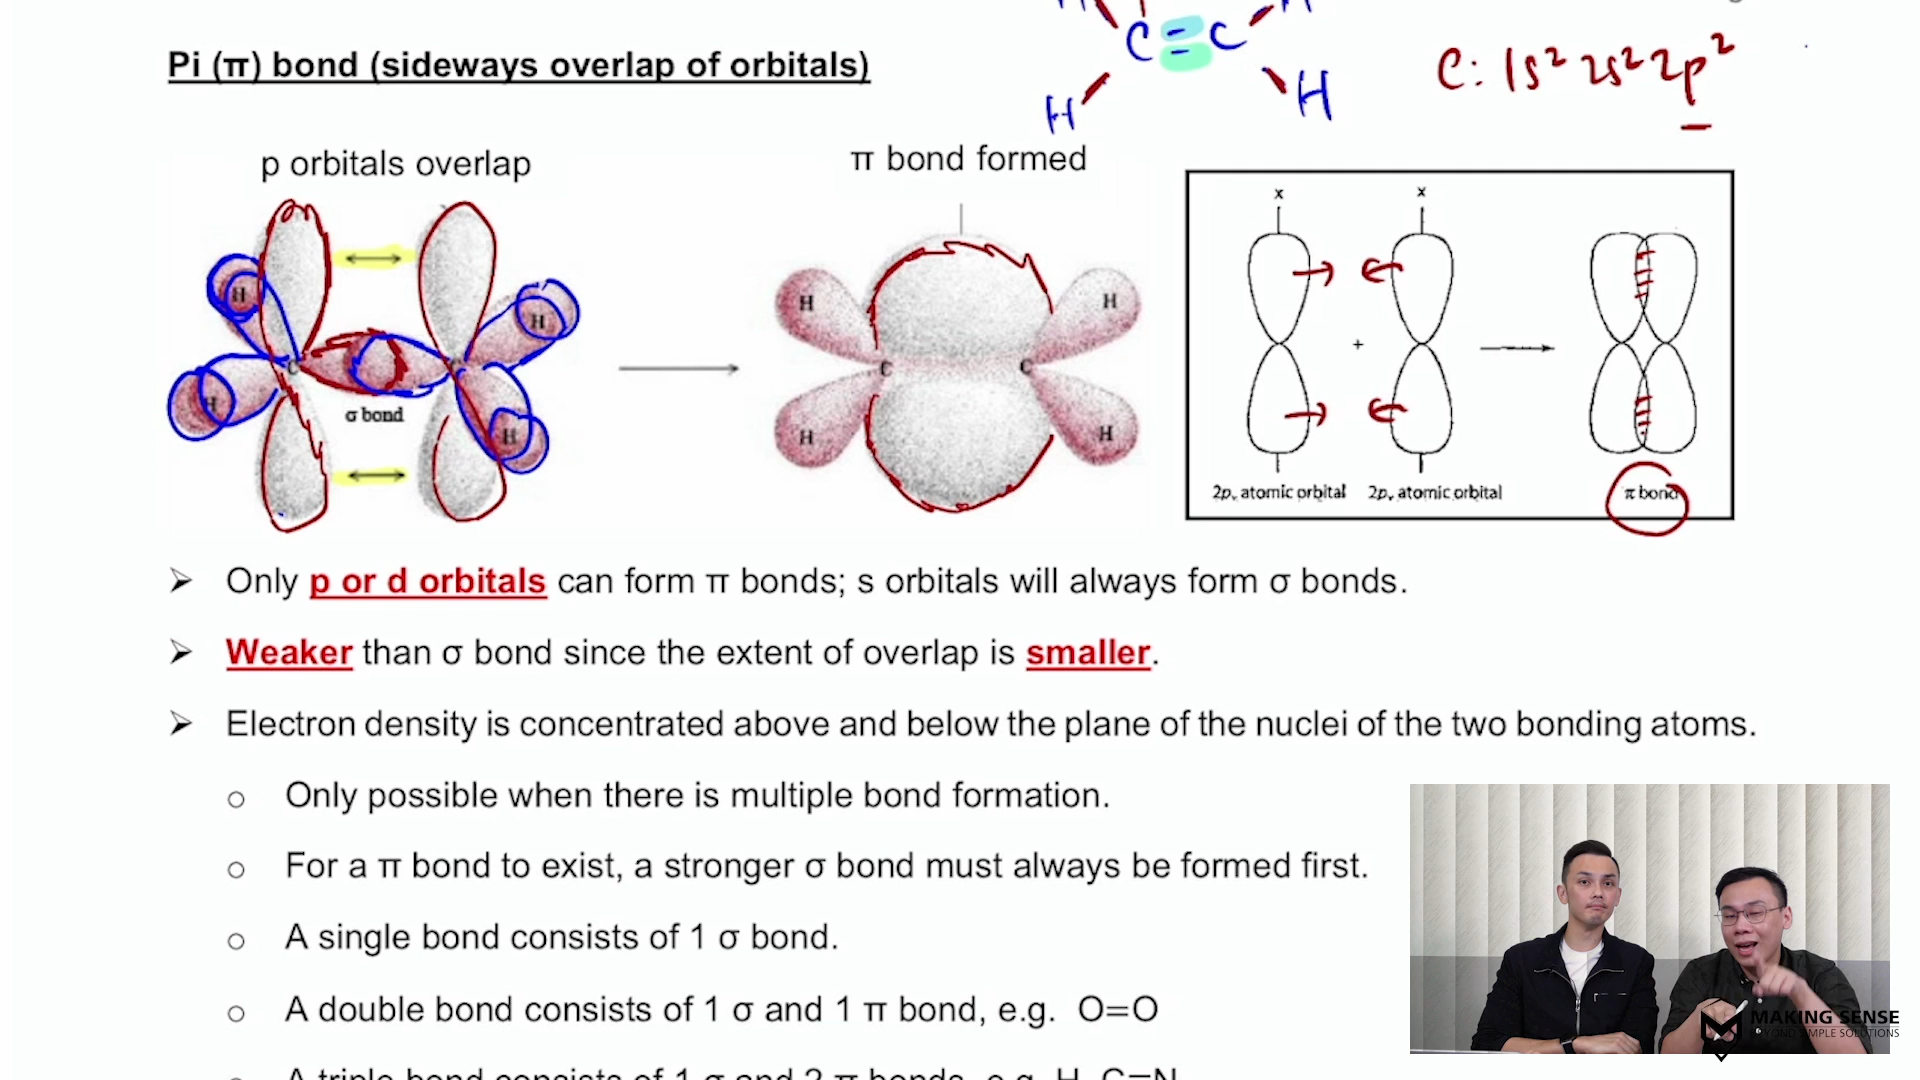 H H
C = C
Pi (π) bond (sideways overlap of orbitals)
C: 1s² 2s² 2p²
H H
p orbitals overlap
π bond formed
x x
H H H H
C C C C
+
σ bond
H H H H
2pₓ atomic orbital 2pₓ atomic orbital π bond
➢ Only p or d orbitals can form π bonds; s orbitals will always form σ bonds.
➢ Weaker than σ bond since the extent of overlap is smaller.
➢ Electron density is concentrated above and below the plane of the nuclei of the two bonding atoms.
o Only possible when there is multiple bond formation.
o For a π bond to exist, a stronger σ bond must always be formed first.
o A single bond consists of 1 σ bond.
o A double bond consists of 1 σ and 1 π bond, e.g. O=O
MAKING SENSE
BEYOND SIMPLE SOLUTIONS
A triple bond consists of 1 σ and 2 π bonds, e.g. H